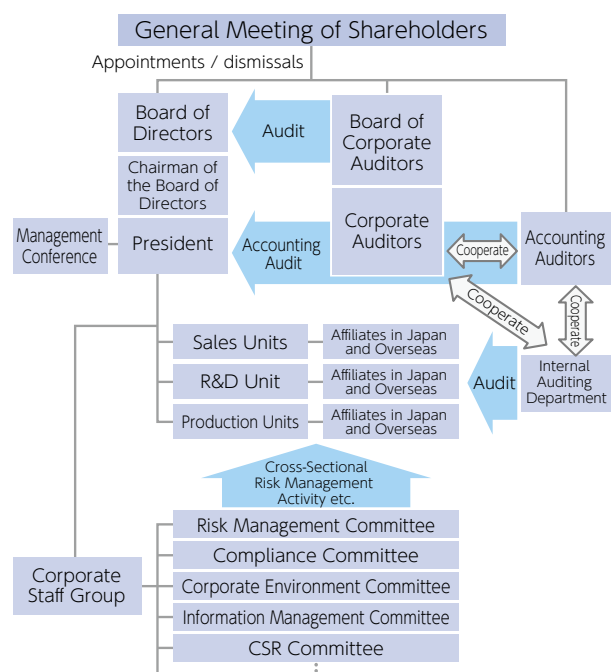 General Meeting of Shareholders
Appointments / dismissals
Board of
Directors
Audit
Board of
Corporate
Auditors
Chairman of
the Board of
Directors
Management
Conference
President
Accounting
Audit
Corporate
Auditors
Cooperate
Accounting
Auditors
Cooperate
Cooperate
Sales Units
Affiliates in Japan
and Overseas
R&D Unit
Affiliates in Japan
and Overseas
Audit
Internal
Auditing
Department
Production Units
Affiliates in Japan
and Overseas
Cross-Sectional
Risk Management
Activity etc.
Risk Management Committee
Compliance Committee
Corporate
Staff Group
Corporate Environment Committee
Information Management Committee
CSR Committee